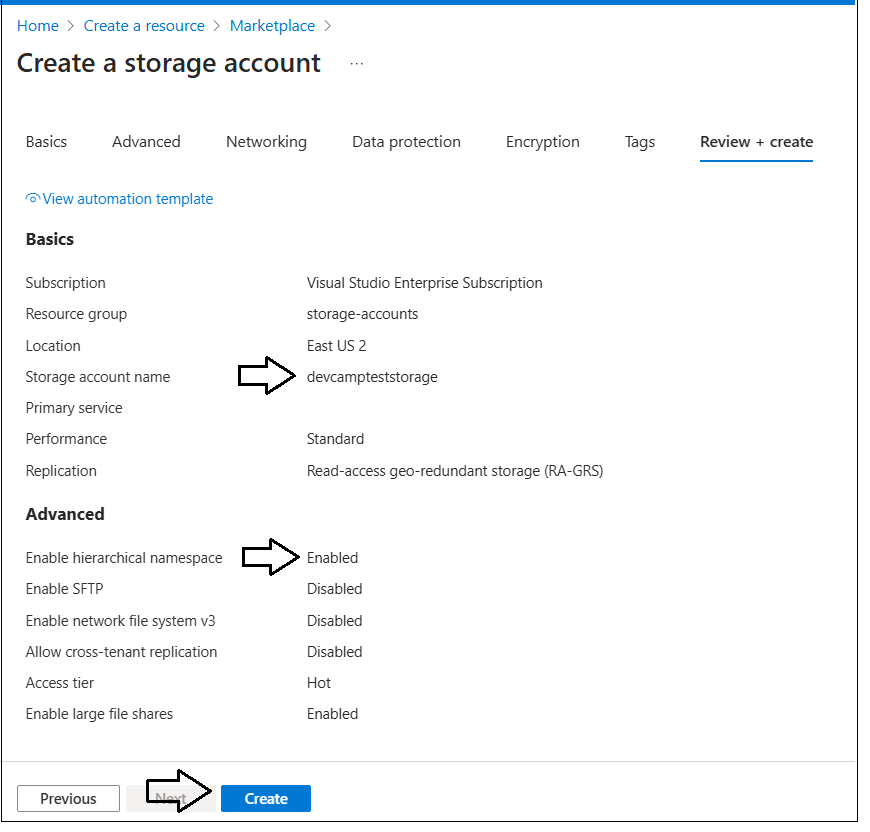 Home > Create a resource > Marketplace >
Create a storage account ...
Basics Advanced Networking Data protection Encryption Tags Review + create
View automation template
Basics
Subscription Visual Studio Enterprise Subscription
Resource group storage-accounts
Location East US 2
Storage account name devcampteststorage
Primary service
Performance Standard
Replication Read-access geo-redundant storage (RA-GRS)
Advanced
Enable hierarchical namespace Enabled
Enable SFTP Disabled
Enable network file system v3 Disabled
Allow cross-tenant replication Disabled
Access tier Hot
Enable large file shares Enabled
Previous Next Create